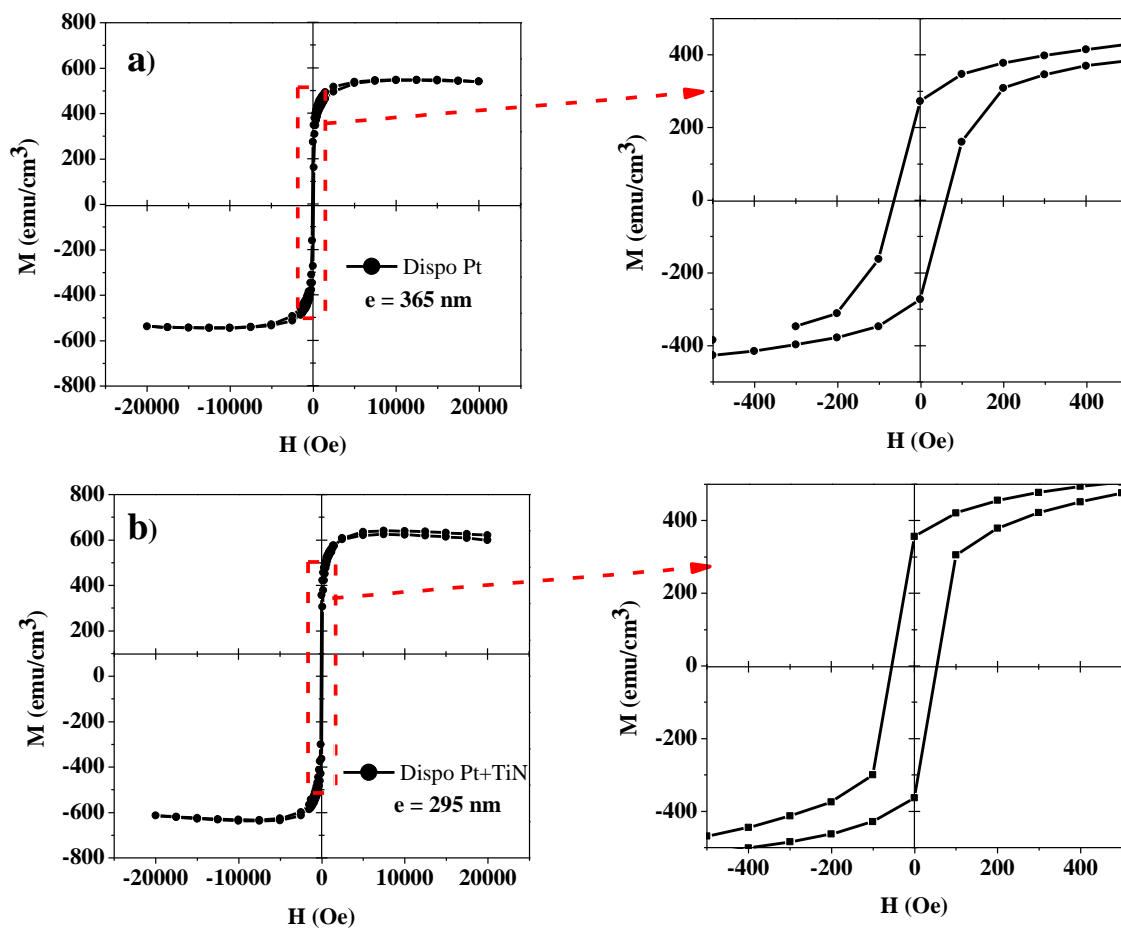 a)
800
600
400
200
0
-200
-400
-600
-800
M (emu/cm³)
Dispo Pt
e = 365 nm
-20000 -10000 0 10000 20000
H (Oe)
400
200
0
-200
-400
M (emu/cm³)
-400 -200 0 200 400
H (Oe)
b)
800
600
400
200
0
-200
-400
-600
-800
M (emu/cm³)
Dispo Pt+TiN
e = 295 nm
-20000 -10000 0 10000 20000
H (Oe)
400
200
0
-200
-400
M (emu/cm³)
-400 -200 0 200 400
H (Oe)